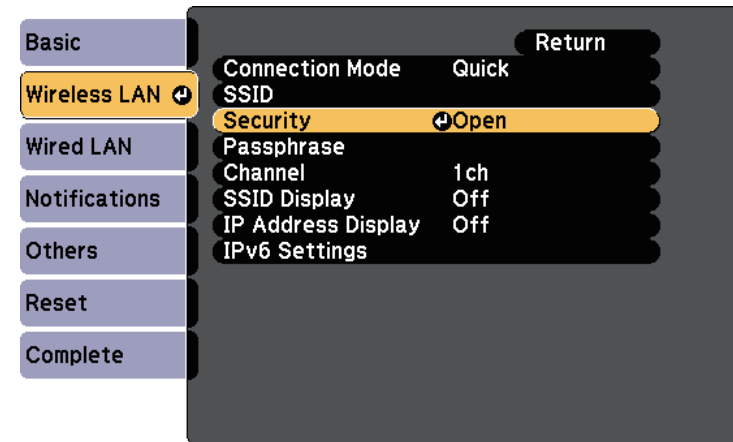 Basic
Wireless LAN
Wired LAN
Notifications
Others
Reset
Complete
Return
Connection Mode Quick
SSID
Security Open
Passphrase
Channel 1ch
SSID Display Off
IP Address Display Off
IPv6 Settings